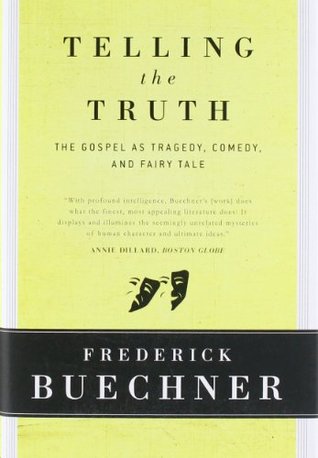 TELLING
the
TRUTH
THE GOSPEL AS TRAGEDY, COMEDY,
AND FAIRY TALE
"With profound intelligence, Buechner's [work] does
what the finest, most appealing literature does: It
displays and illumines the seemingly unrelated mysteries
of human character and ultimate ideas."
ANNIE DILLARD, BOSTON GLOBE
FREDERICK
BUECHNER